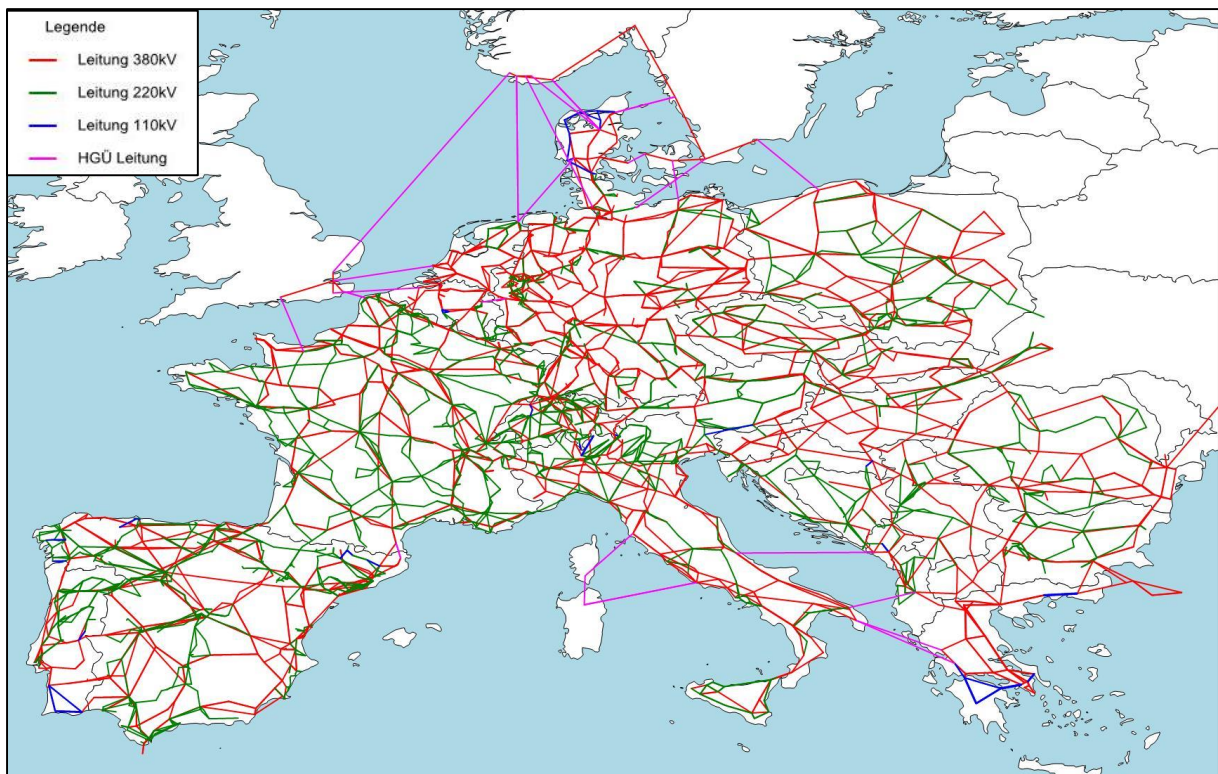 Legende
Leitung 380kV
Leitung 220kV
Leitung 110kV
HGÜ Leitung